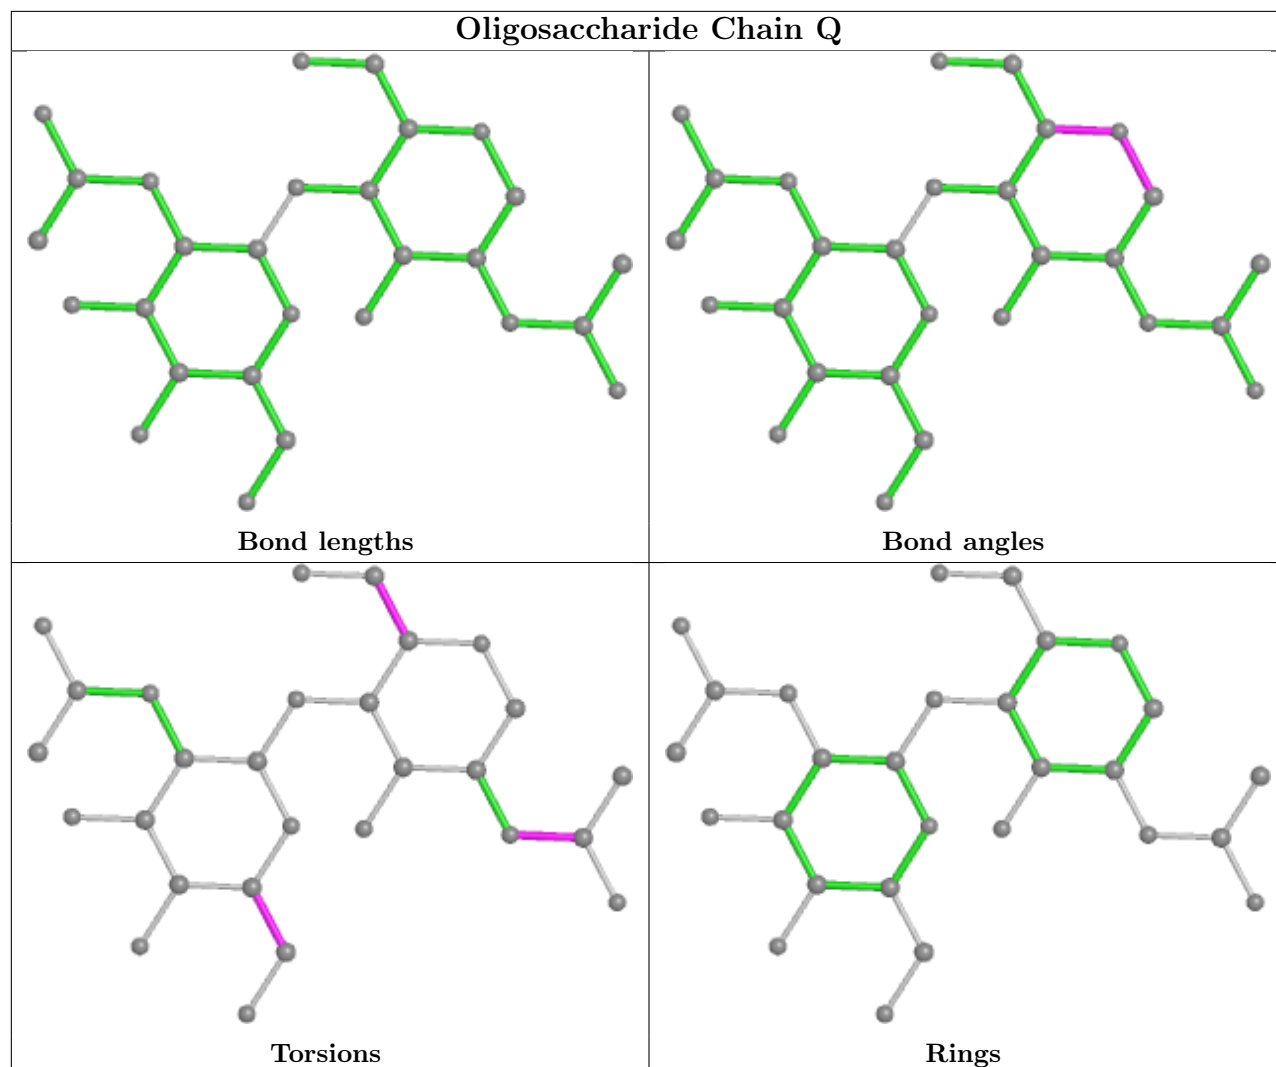 Oligosaccharide Chain Q
Bond lengths
Bond angles
Torsions
Rings